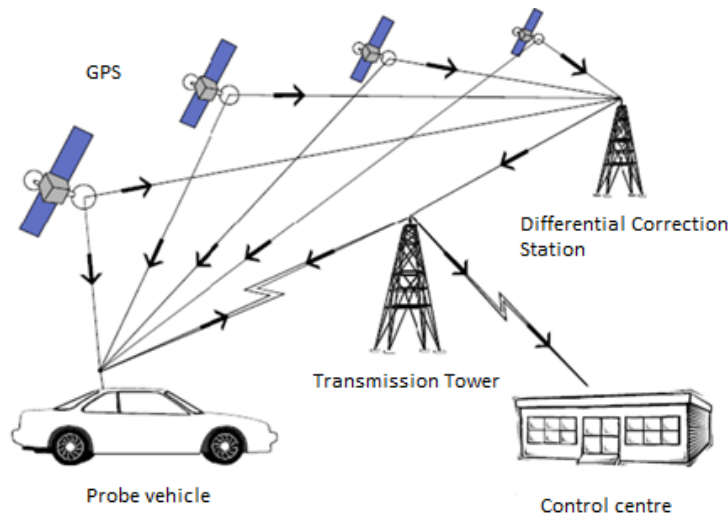 GPS
Differential Correction
Station
Transmission Tower
Probe vehicle
Control centre